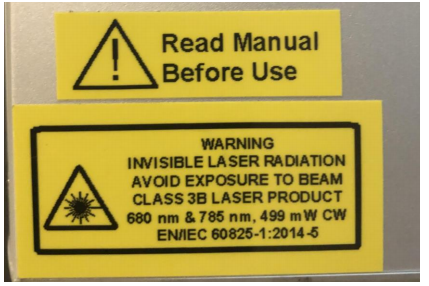 Read Manual
Before Use
WARNING
INVISIBLE LASER RADIATION
AVOID EXPOSURE TO BEAM
CLASS 3B LASER PRODUCT
680 nm & 785 nm, 499 mW CW
EN/IEC 60825-1:2014-5